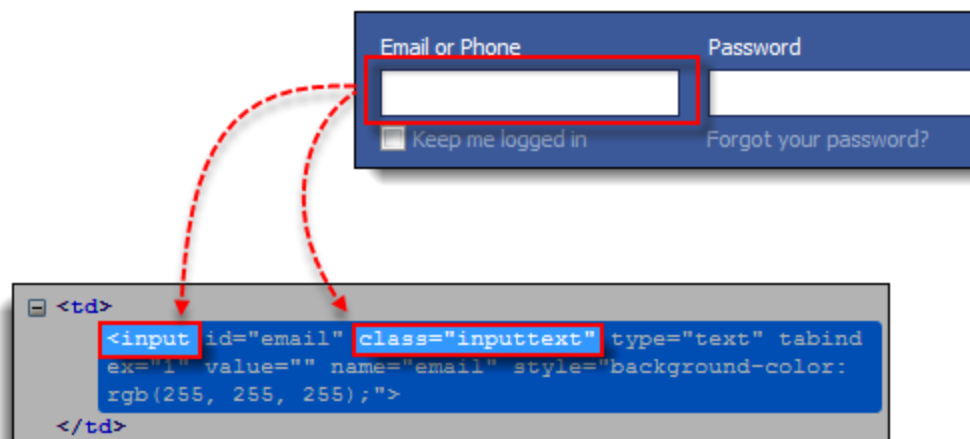 Email or Phone Password
Keep me logged in Forgot your password?
<td>
<input id="email" class="inputtext" type="text" tabind
ex="1" value="" name="email" style="background-color:
rgb(255, 255, 255);">
</td>